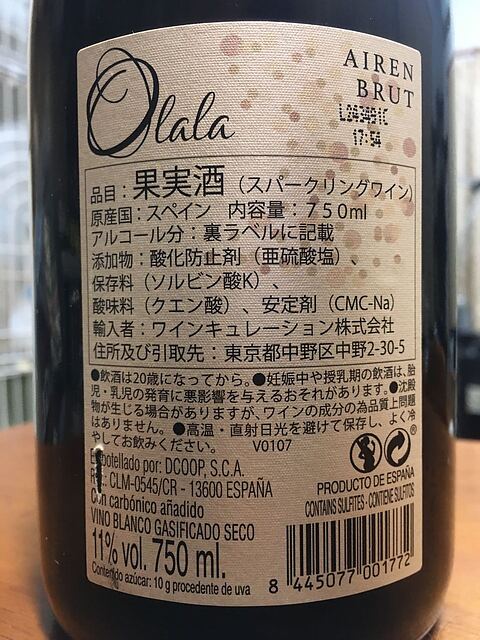 Olala
AIREN
BRUT
17:54
品目：果実酒（スパークリングワイン）
原産国：スペイン 内容量：７５０ml
アルコール分：裏ラベルに記載
添加物：酸化防止剤（亜硫酸塩）、
保存料（ソルビン酸K）、
酸味料（クエン酸）、安定剤（CMC-Na）
輸入者：ワインキュレーション株式会社
住所及び引取先：東京都中野区中野2-30-5
●飲酒は20歳になってから。●妊娠中や授乳期の飲酒は、胎
児・乳児の発育に悪影響を与えるおそれがあります。●沈殿
物が生じる場合がありますが、ワインの成分の為品質上問題
はありません。●高温・直射日光を避けて保存し、よく冷
やしてお飲みください。 V0107
Embotellado por: DCOOP, S.C.A.
CLM-0545/CR - 13600 ESPAÑA
con carbónico añadido
VINO BLANCO GASIFICADO SECO
11% vol. 750 ml.
Contenido azúcar: 10 g procedente de uva
®
PRODUCTO DE ESPAÑA
CONTAINS SULFITES - CONTIENE SULFITOS
8 445077 001772